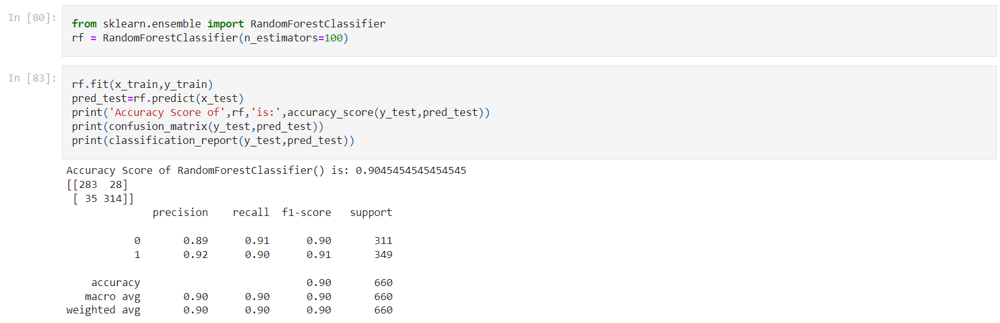 In [80]:
from sklearn.ensemble import RandomForestClassifier
rf = RandomForestClassifier(n_estimators=100)
In [83]:
rf.fit(x_train,y_train)
pred_test=rf.predict(x_test)
print('Accuracy Score of',rf,'is:',accuracy_score(y_test,pred_test))
print(confusion_matrix(y_test,pred_test))
print(classification_report(y_test,pred_test))
Accuracy Score of RandomForestClassifier() is: 0.9045454545454545
[[283  28]
 [ 35 314]]
              precision    recall  f1-score   support
           0       0.89      0.91      0.90       311
           1       0.92      0.90      0.91       349
    accuracy                           0.90       660
   macro avg       0.90      0.90      0.90       660
weighted avg       0.90      0.90      0.90       660